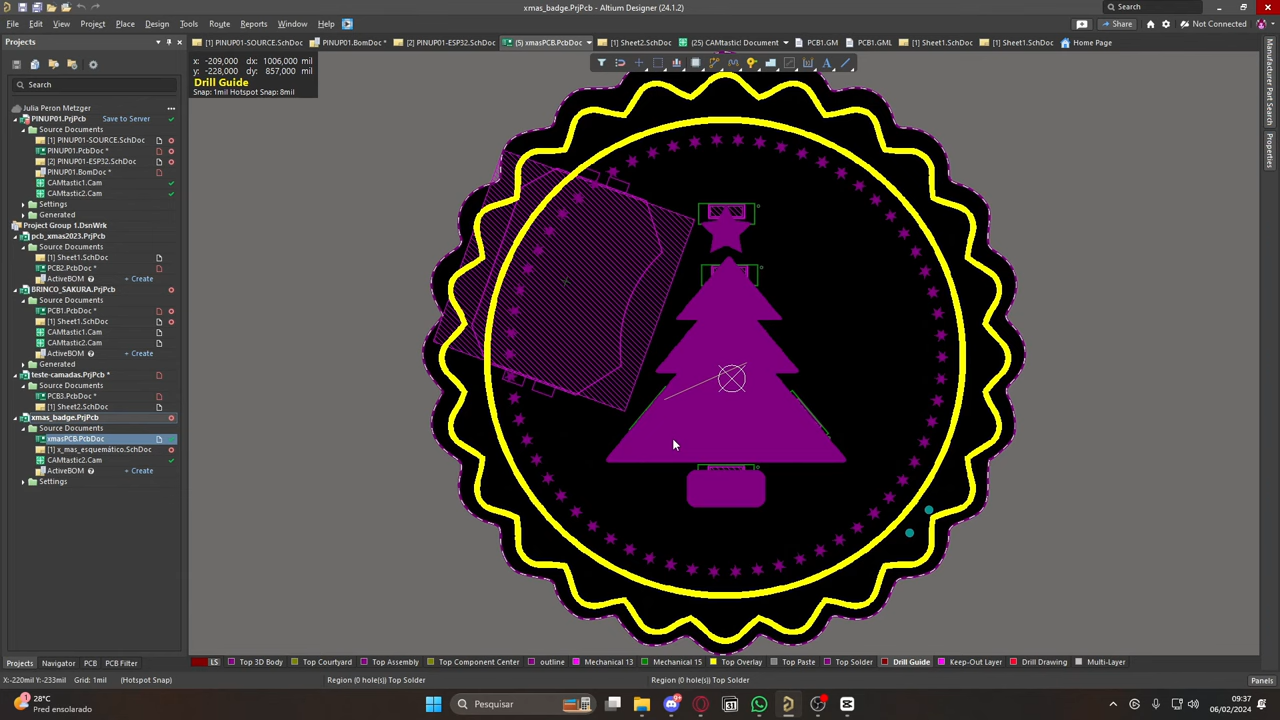 xmas_badge.PrjPcb - Altium Designer (24.1.2)
Search
File Edit View Project Place Design Tools Route Reports Window Help
Share Not Connected
Projects
[1] PINUP01-SOURCE.SchDoc PINUP01.BomDoc * [2] PINUP01-ESP32.SchDoc (5) xmasPCB.PcbDoc [1] Sheet2.SchDoc (25) CAMtastic! Document PCB1.GM PCB1.GML [1] Sheet1.SchDoc [1] Sheet1.SchDoc Home Page
x: -209,000 dx: 1006,000 mil
y: -228,000 dy: 857,000 mil
Drill Guide
Snap: 1mil Hotspot Snap: 8mil
Search
Julia Peron Metzger
PINUP01.PrjPcb Save to Server
Source Documents
[1] PINUP01-SOURCE.SchDoc
PINUP01.PcbDoc *
[2] PINUP01-ESP32.SchDoc
PINUP01.BomDoc *
CAMtastic1.Cam
CAMtastic2.Cam
Settings
Generated
Project Group 1.DsnWrk
pcb_xmas2023.PrjPcb
Source Documents
[1] Sheet1.SchDoc
PCB2.PcbDoc *
ActiveBOM + Create
BRINCO_SAKURA.PrjPcb
Source Documents
PCB1.PcbDoc *
[1] Sheet1.SchDoc
CAMtastic1.Cam
CAMtastic2.Cam
ActiveBOM + Create
Generated
teste-camadas.PrjPcb *
Source Documents
PCB3.PcbDoc *
[1] Sheet2.SchDoc
xmas_badge.PrjPcb
Source Documents
xmasPCB.PcbDoc
[1] x_mas_esquemático.SchDoc
CAMtastic2.Cam
ActiveBOM + Create
Settings
Manufacturer Part Search
Properties
Projects Navigator PCB PCB Filter
LS Top 3D Body Top Courtyard Top Assembly Top Component Center outline Mechanical 13 Mechanical 15 Top Overlay Top Paste Top Solder Drill Guide Keep-Out Layer Drill Drawing Multi-Layer
X:-220mil Y:-233mil Grid: 1mil (Hotspot Snap) Region (0 hole(s)) Top Solder Region (0 hole(s)) Top Solder Panels
28°C
Pred ensolarado
Pesquisar
09:37
06/02/2024